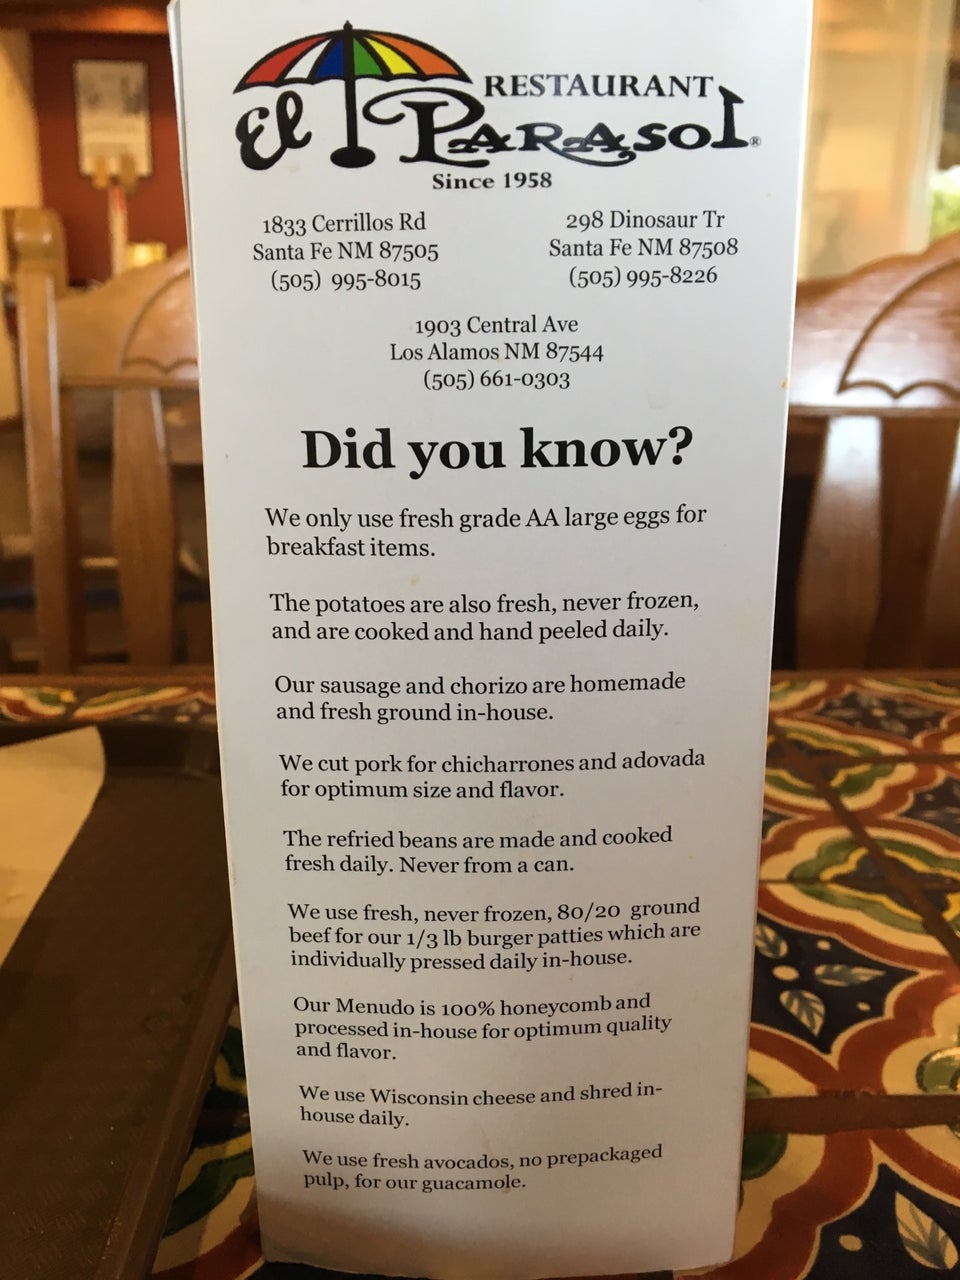 El Parasol RESTAURANT ®
Since 1958
1833 Cerrillos Rd
Santa Fe NM 87505
(505) 995-8015
298 Dinosaur Tr
Santa Fe NM 87508
(505) 995-8226
1903 Central Ave
Los Alamos NM 87544
(505) 661-0303
Did you know?
We only use fresh grade AA large eggs for
breakfast items.
The potatoes are also fresh, never frozen,
and are cooked and hand peeled daily.
Our sausage and chorizo are homemade
and fresh ground in-house.
We cut pork for chicharrones and adovada
for optimum size and flavor.
The refried beans are made and cooked
fresh daily. Never from a can.
We use fresh, never frozen, 80/20 ground
beef for our 1/3 lb burger patties which are
individually pressed daily in-house.
Our Menudo is 100% honeycomb and
processed in-house for optimum quality
and flavor.
We use Wisconsin cheese and shred in-
house daily.
We use fresh avocados, no prepackaged
pulp, for our guacamole.